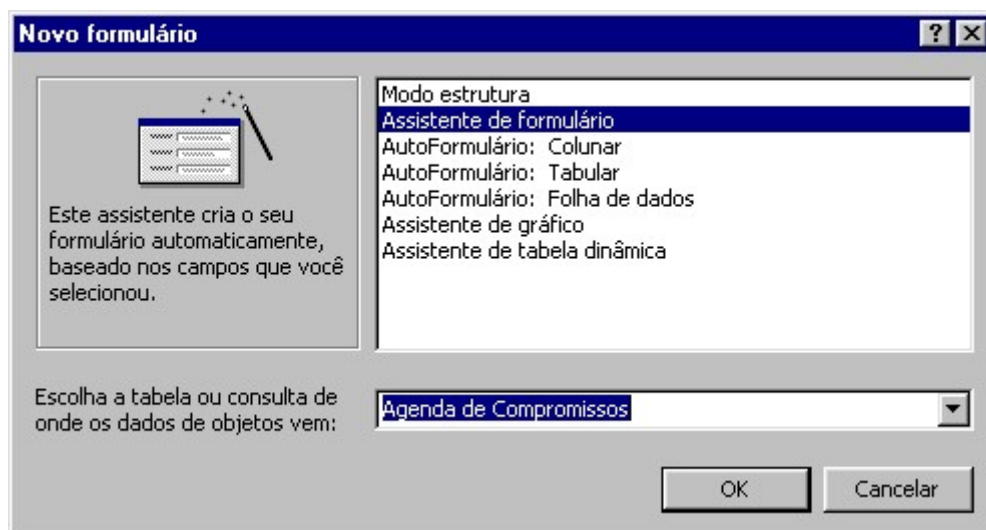 Novo formulário
Modo estrutura
Assistente de formulário
AutoFormulário: Colunar
AutoFormulário: Tabular
AutoFormulário: Folha de dados
Assistente de gráfico
Assistente de tabela dinâmica
Este assistente cria o seu
formulário automaticamente,
baseado nos campos que você
selecionou.
Escolha a tabela ou consulta de
onde os dados de objetos vem:
Agenda de Compromissos
OK
Cancelar